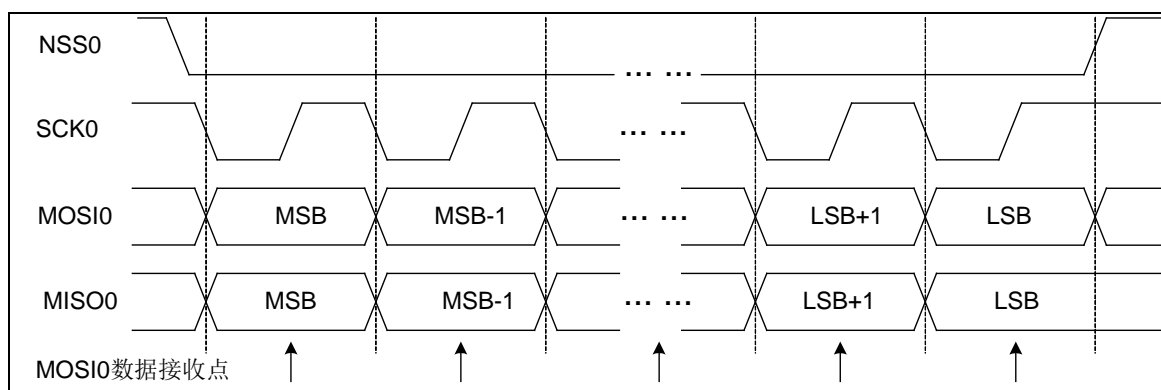 NSS0
... ...
SCK0
... ...
MOSI0 MSB MSB-1 ... ... LSB+1 LSB
MISO0 MSB MSB-1 ... ... LSB+1 LSB
MOSI0数据接收点